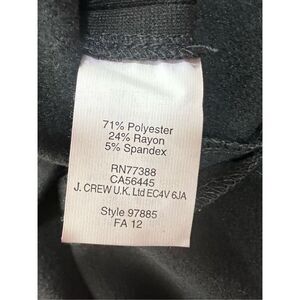 71% Polyester
24% Rayon
5% Spandex
RN77388
CA56445
J. CREW U.K. Ltd EC4V 6JA
Style 97885
FA 12